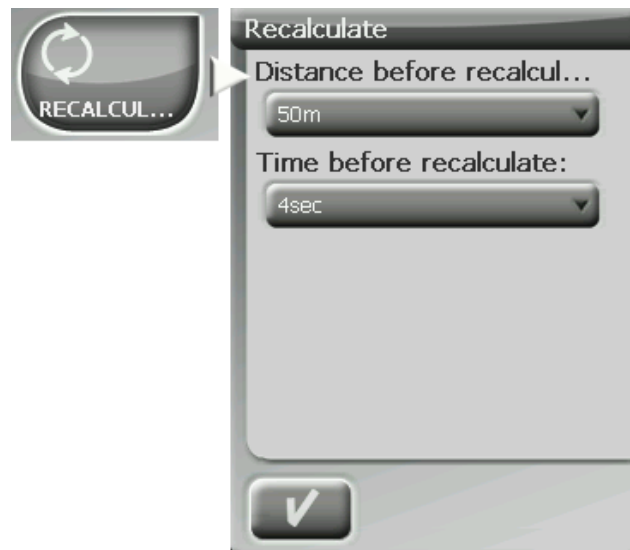 RECALCUL...
Recalculate
Distance before recalcul...
50m
Time before recalculate:
4sec